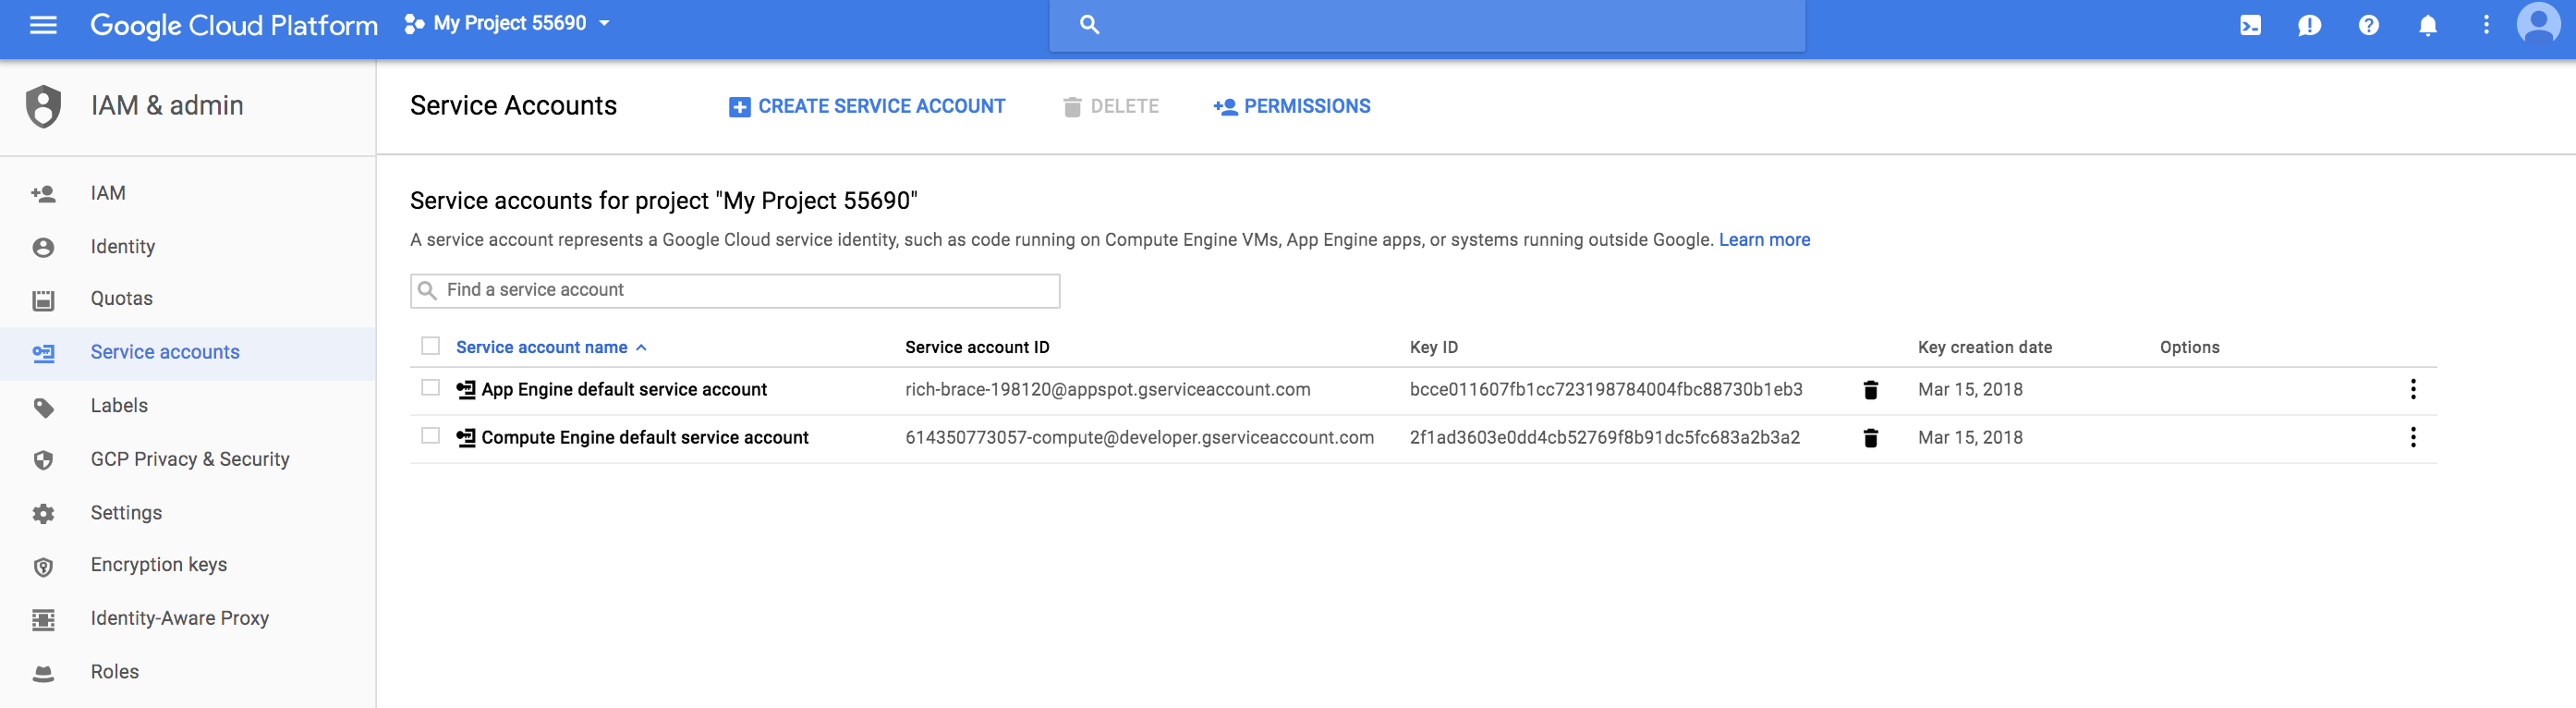 Google Cloud Platform My Project 55690
IAM & admin
Service Accounts CREATE SERVICE ACCOUNT DELETE PERMISSIONS
IAM
Identity
Quotas
Service accounts
Labels
GCP Privacy & Security
Settings
Encryption keys
Identity-Aware Proxy
Roles
Service accounts for project "My Project 55690"
A service account represents a Google Cloud service identity, such as code running on Compute Engine VMs, App Engine apps, or systems running outside Google. Learn more
Find a service account
Service account name Service account ID Key ID Key creation date Options
App Engine default service account rich-brace-198120@appspot.gserviceaccount.com bcce011607fb1cc723198784004fbc88730b1eb3 Mar 15, 2018
Compute Engine default service account 614350773057-compute@developer.gserviceaccount.com 2f1ad3603e0dd4cb52769f8b91dc5fc683a2b3a2 Mar 15, 2018